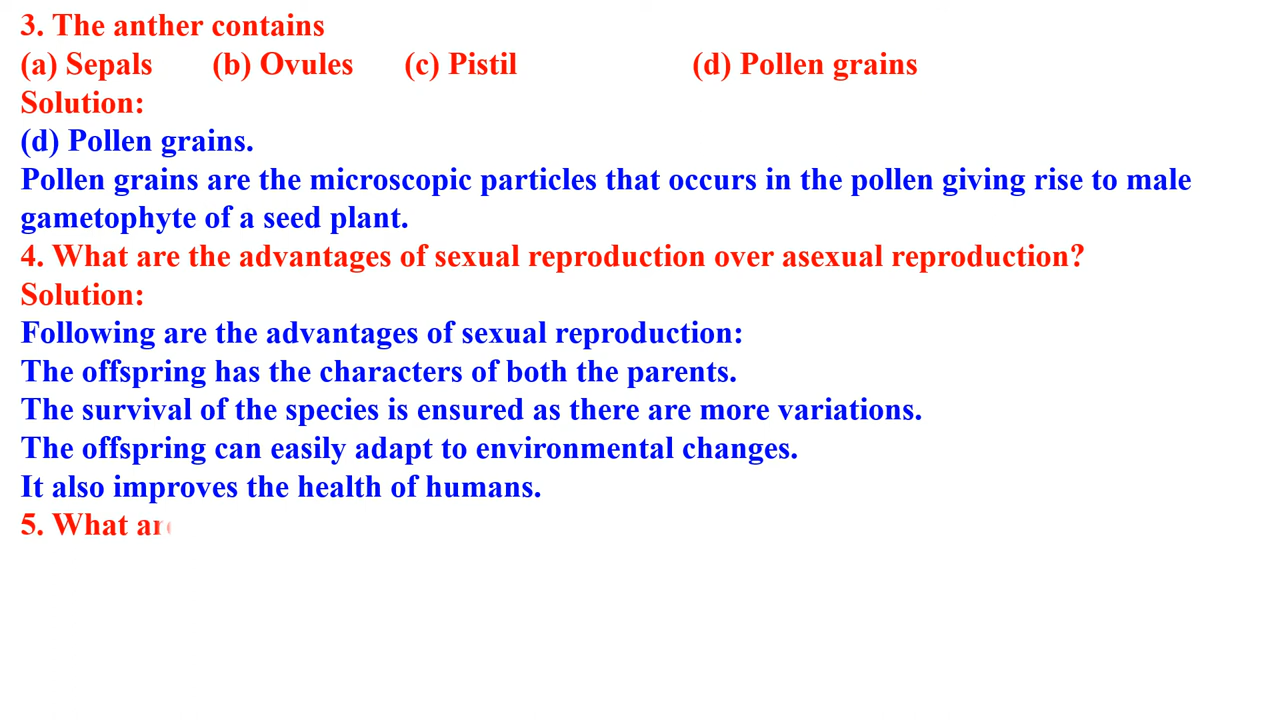 3. The anther contains
(a) Sepals (b) Ovules (c) Pistil (d) Pollen grains
Solution:
(d) Pollen grains.
Pollen grains are the microscopic particles that occurs in the pollen giving rise to male
gametophyte of a seed plant.
4. What are the advantages of sexual reproduction over asexual reproduction?
Solution:
Following are the advantages of sexual reproduction:
The offspring has the characters of both the parents.
The survival of the species is ensured as there are more variations.
The offspring can easily adapt to environmental changes.
It also improves the health of humans.
5. What are